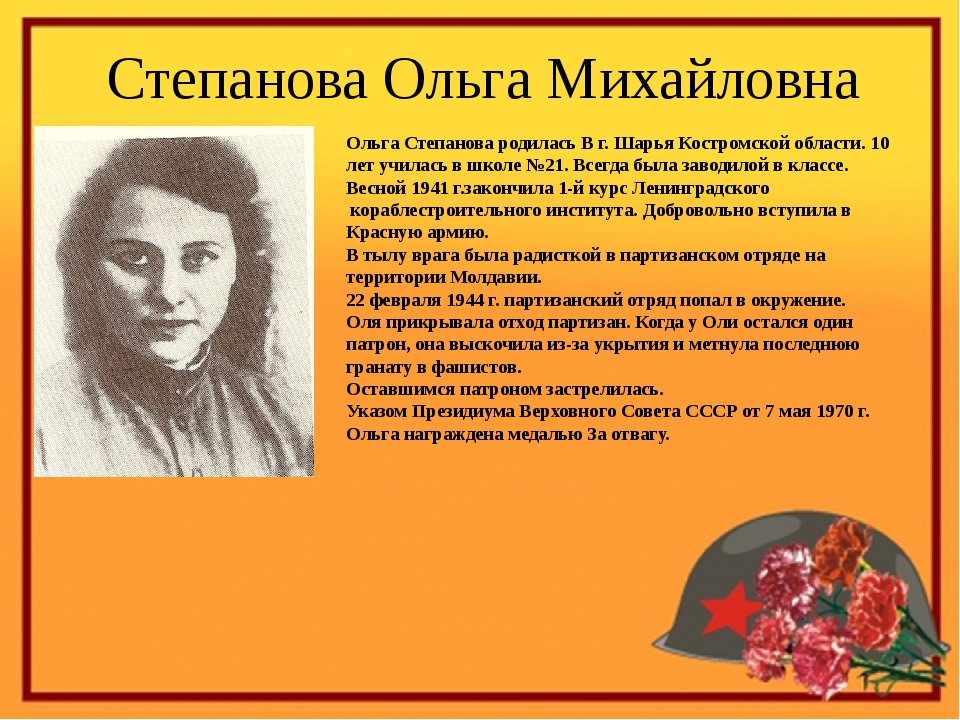 Степанова Ольга Михайловна
Ольга Степанова родилась В г. Шарья Костромской области. 10
лет училась в школе №21. Всегда была заводилой в классе.
Весной 1941 г.закончила 1-й курс Ленинградского
кораблестроительного института. Добровольно вступила в
Красную армию.
В тылу врага была радисткой в партизанском отряде на
территории Молдавии.
22 февраля 1944 г. партизанский отряд попал в окружение.
Оля прикрывала отход партизан. Когда у Оли остался один
патрон, она выскочила из-за укрытия и метнула последнюю
гранату в фашистов.
Оставшимся патроном застрелилась.
Указом Президиума Верховного Совета СССР от 7 мая 1970 г.
Ольга награждена медалью За отвагу.